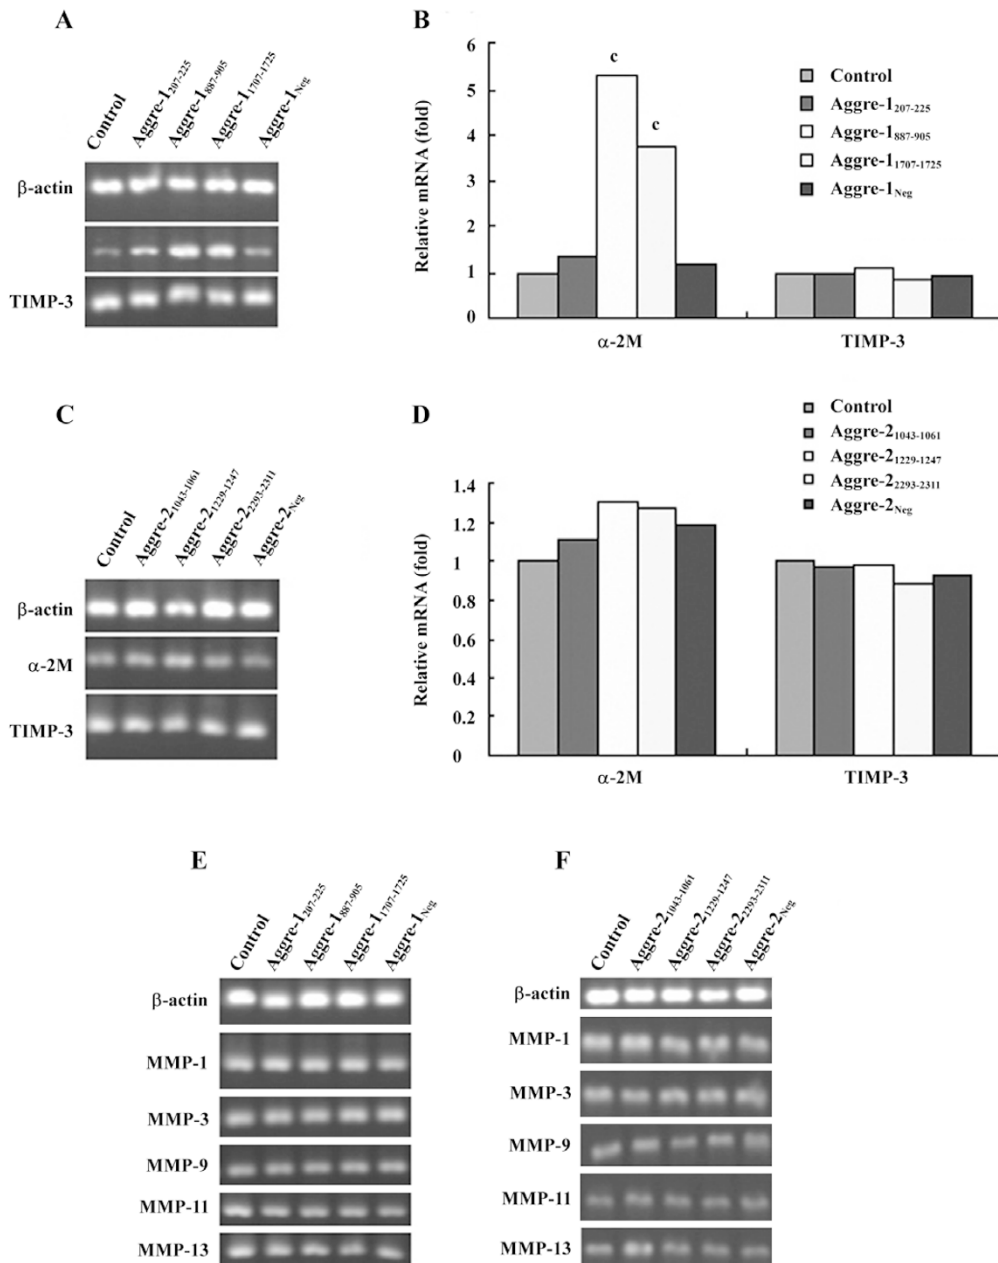 A
Control
Aggre-1207-225
Aggre-1887-905
Aggre-11707-1725
Aggre-1Neg
β-actin
TIMP-3
B
Relative mRNA (fold)
6
5
4
3
2
1
0
c
c
Control
Aggre-1207-225
Aggre-1887-905
Aggre-11707-1725
Aggre-1Neg
α-2M
TIMP-3
C
Control
Aggre-21043-1061
Aggre-21229-1247
Aggre-22293-2311
Aggre-2Neg
β-actin
α-2M
TIMP-3
D
Control
Aggre-21043-1061
Aggre-21229-1247
Aggre-22293-2311
Aggre-2Neg
Relative mRNA (fold)
1.4
1.2
1
0.8
0.6
0.4
0.2
0
α-2M
TIMP-3
E
Control
Aggre-1207-225
Aggre-1887-905
Aggre-11707-1725
Aggre-1Neg
β-actin
MMP-1
MMP-3
MMP-9
MMP-11
MMP-13
F
Control
Aggre-21043-1061
Aggre-21229-1247
Aggre-22293-2311
Aggre-2Neg
β-actin
MMP-1
MMP-3
MMP-9
MMP-11
MMP-13